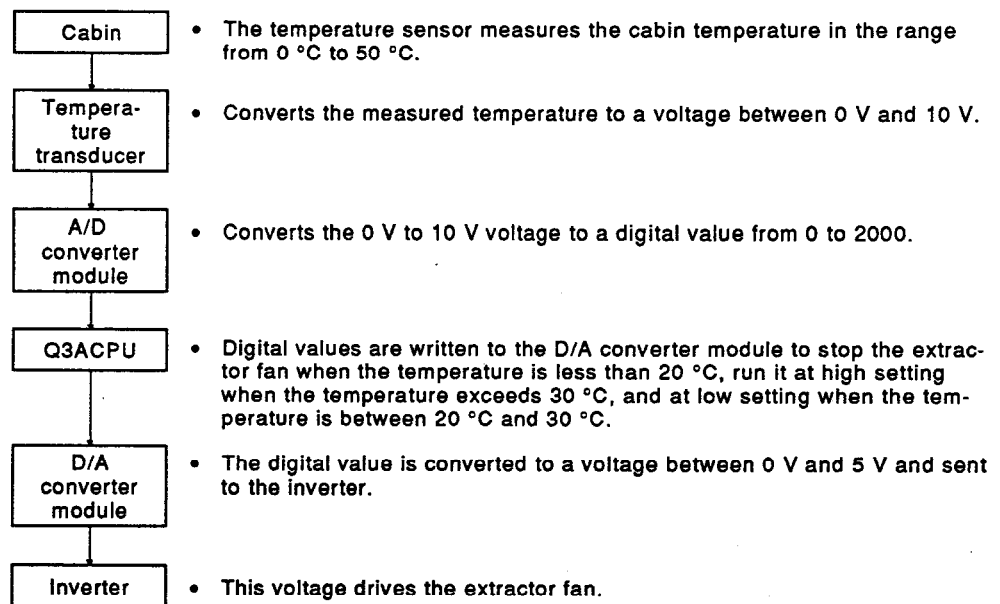 Cabin
• The temperature sensor measures the cabin temperature in the range
from 0 °C to 50 °C.
Tempera-
ture
transducer
• Converts the measured temperature to a voltage between 0 V and 10 V.
A/D
converter
module
• Converts the 0 V to 10 V voltage to a digital value from 0 to 2000.
Q3ACPU
• Digital values are written to the D/A converter module to stop the extrac-
tor fan when the temperature is less than 20 °C, run it at high setting
when the temperature exceeds 30 °C, and at low setting when the tem-
perature is between 20 °C and 30 °C.
D/A
converter
module
• The digital value is converted to a voltage between 0 V and 5 V and sent
to the inverter.
Inverter
• This voltage drives the extractor fan.